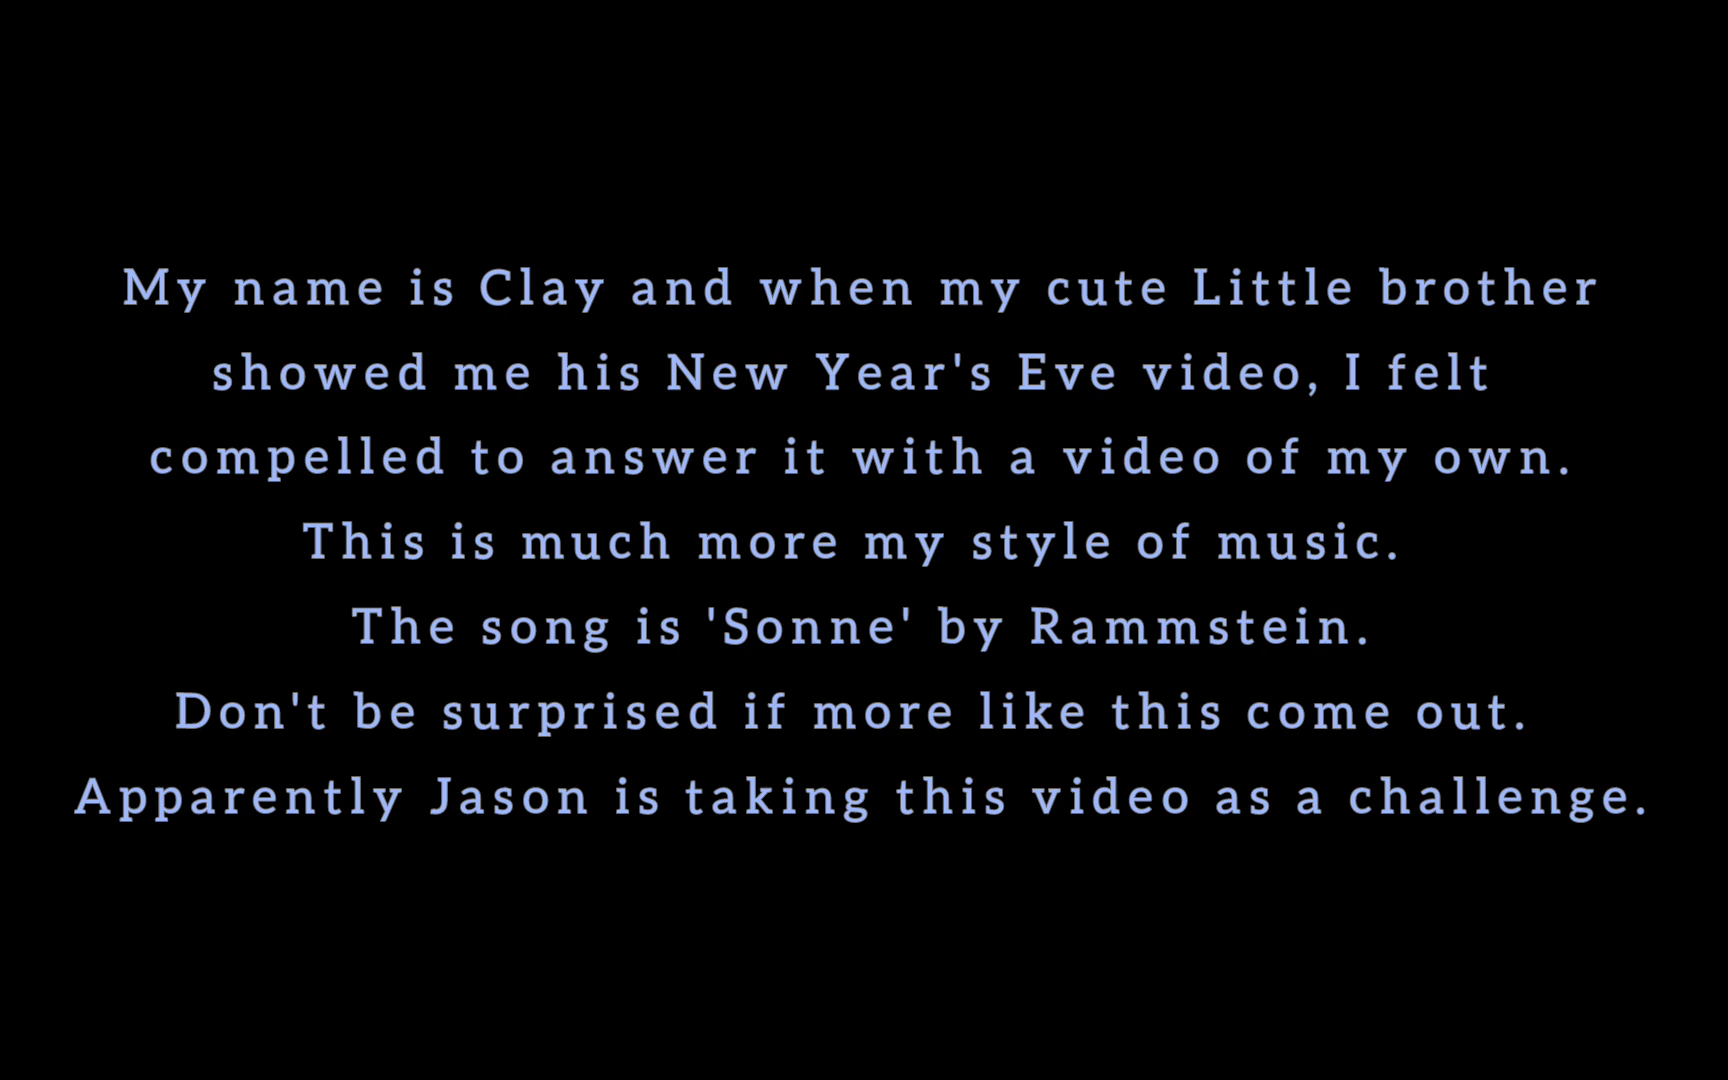 My name is Clay and when my cute Little brother
showed me his New Year's Eve video, I felt
compelled to answer it with a video of my own.
This is much more my style of music.
The song is 'Sonne' by Rammstein.
Don't be surprised if more like this come out.
Apparently Jason is taking this video as a challenge.